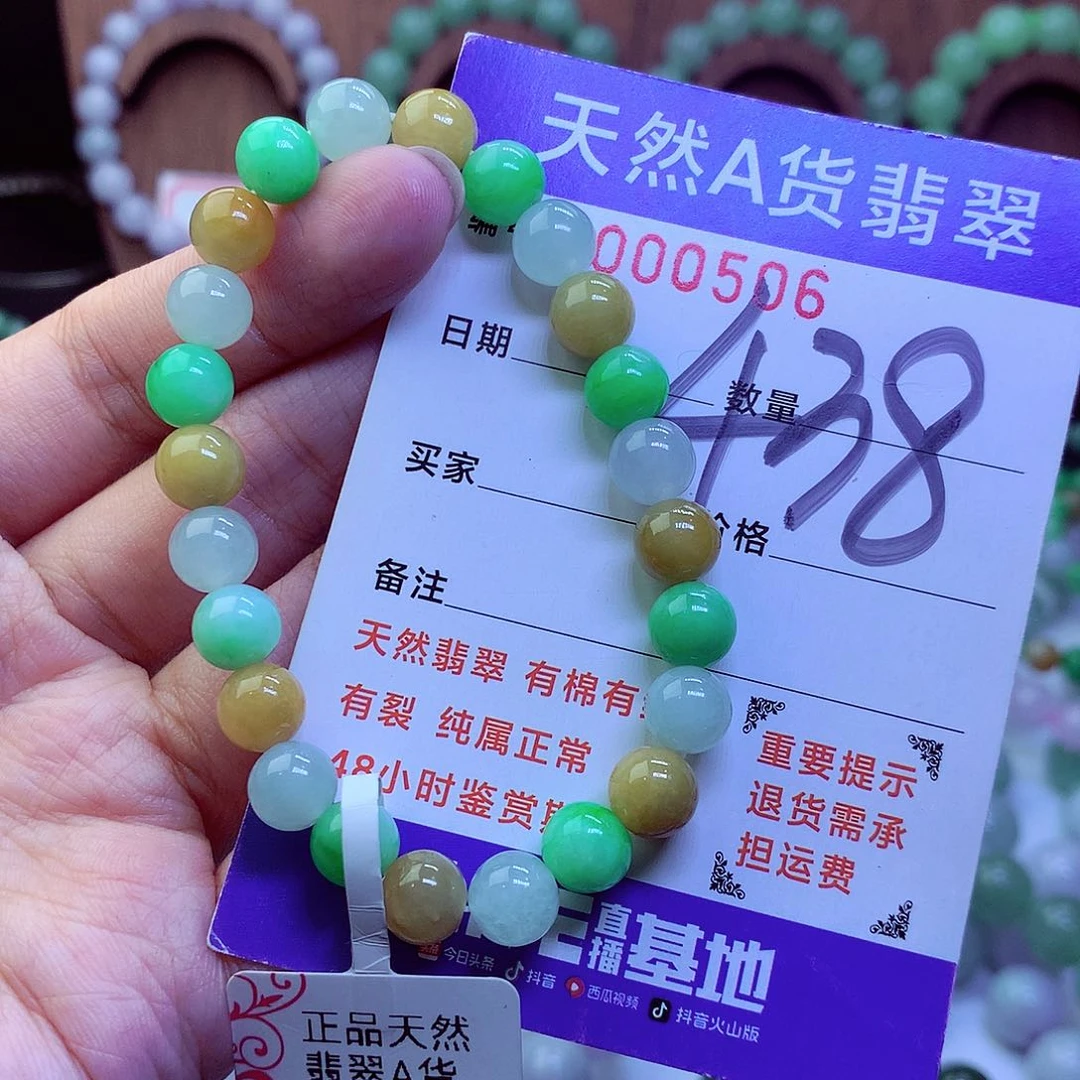 天然A货翡翠
000506
438
日期
数量
买家
价格
备注
天然翡翠 有棉有
有裂 纯属正常
48小时鉴赏期
重要提示
退货需承
担运费
直播基地
今日头条 抖音 西瓜视频 抖音火山版
正品天然
翡翠A货